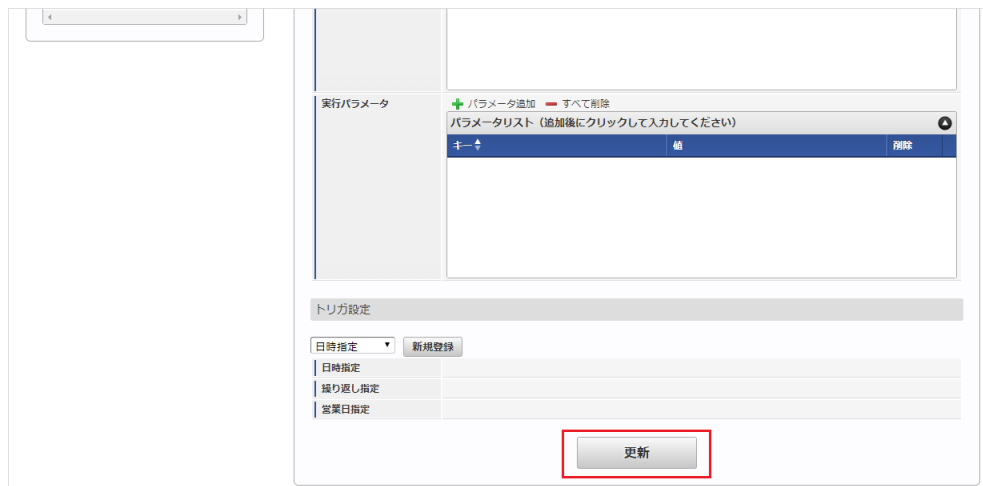 実行パラメータ
パラメータ追加 すべて削除
パラメータリスト（追加後にクリックして入力してください）
キー 値 削除
トリガ設定
日時指定 新規登録
日時指定
繰り返し指定
営業日指定
更新